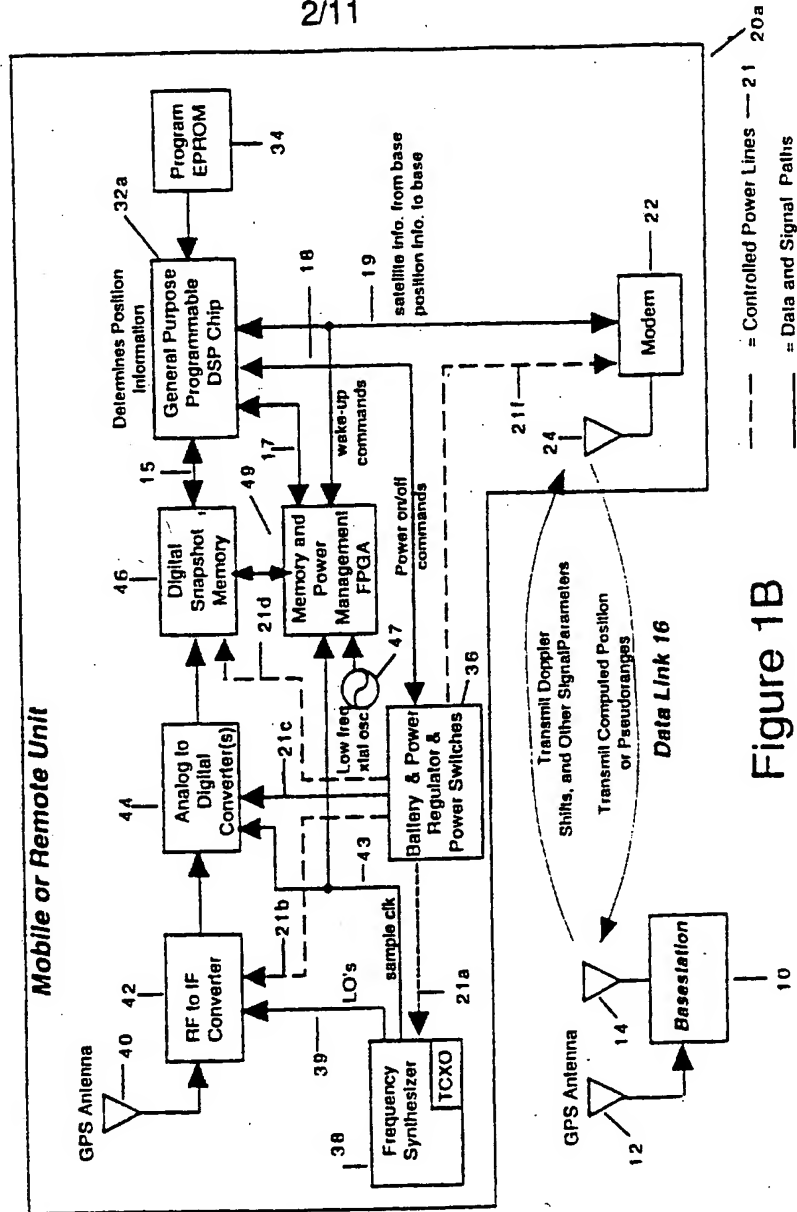 2/11
Mobile or Remote Unit
GPS Antenna
40
42
RF to IF
Converter
44
Analog to
Digital
Converter(s)
46
Digital
Snapshot
Memory
15
Determines Position
Information
32a
General Purpose
Programmable
DSP Chip
Program
EPROM
34
39
LO's
21b
43
21c
21d
49
17
18
Memory and
Power
Management
FPGA
wake-up
commands
19
satellite info. from base
position info. to base
38
Frequency
Synthesizer
TCXO
sample clk
21a
Low freq
xtal osc
47
Battery & Power
Regulator &
Power Switches
36
Power on/off
commands
21f
24
Modem
22
20a
GPS Antenna
12
14
Basestation
10
Transmit Doppler
Shifts, and Other SignalParameters
Transmit Computed Position
or Pseudoranges
Data Link 16
= Controlled Power Lines — 21
= Data and Signal Paths
Figure 1B